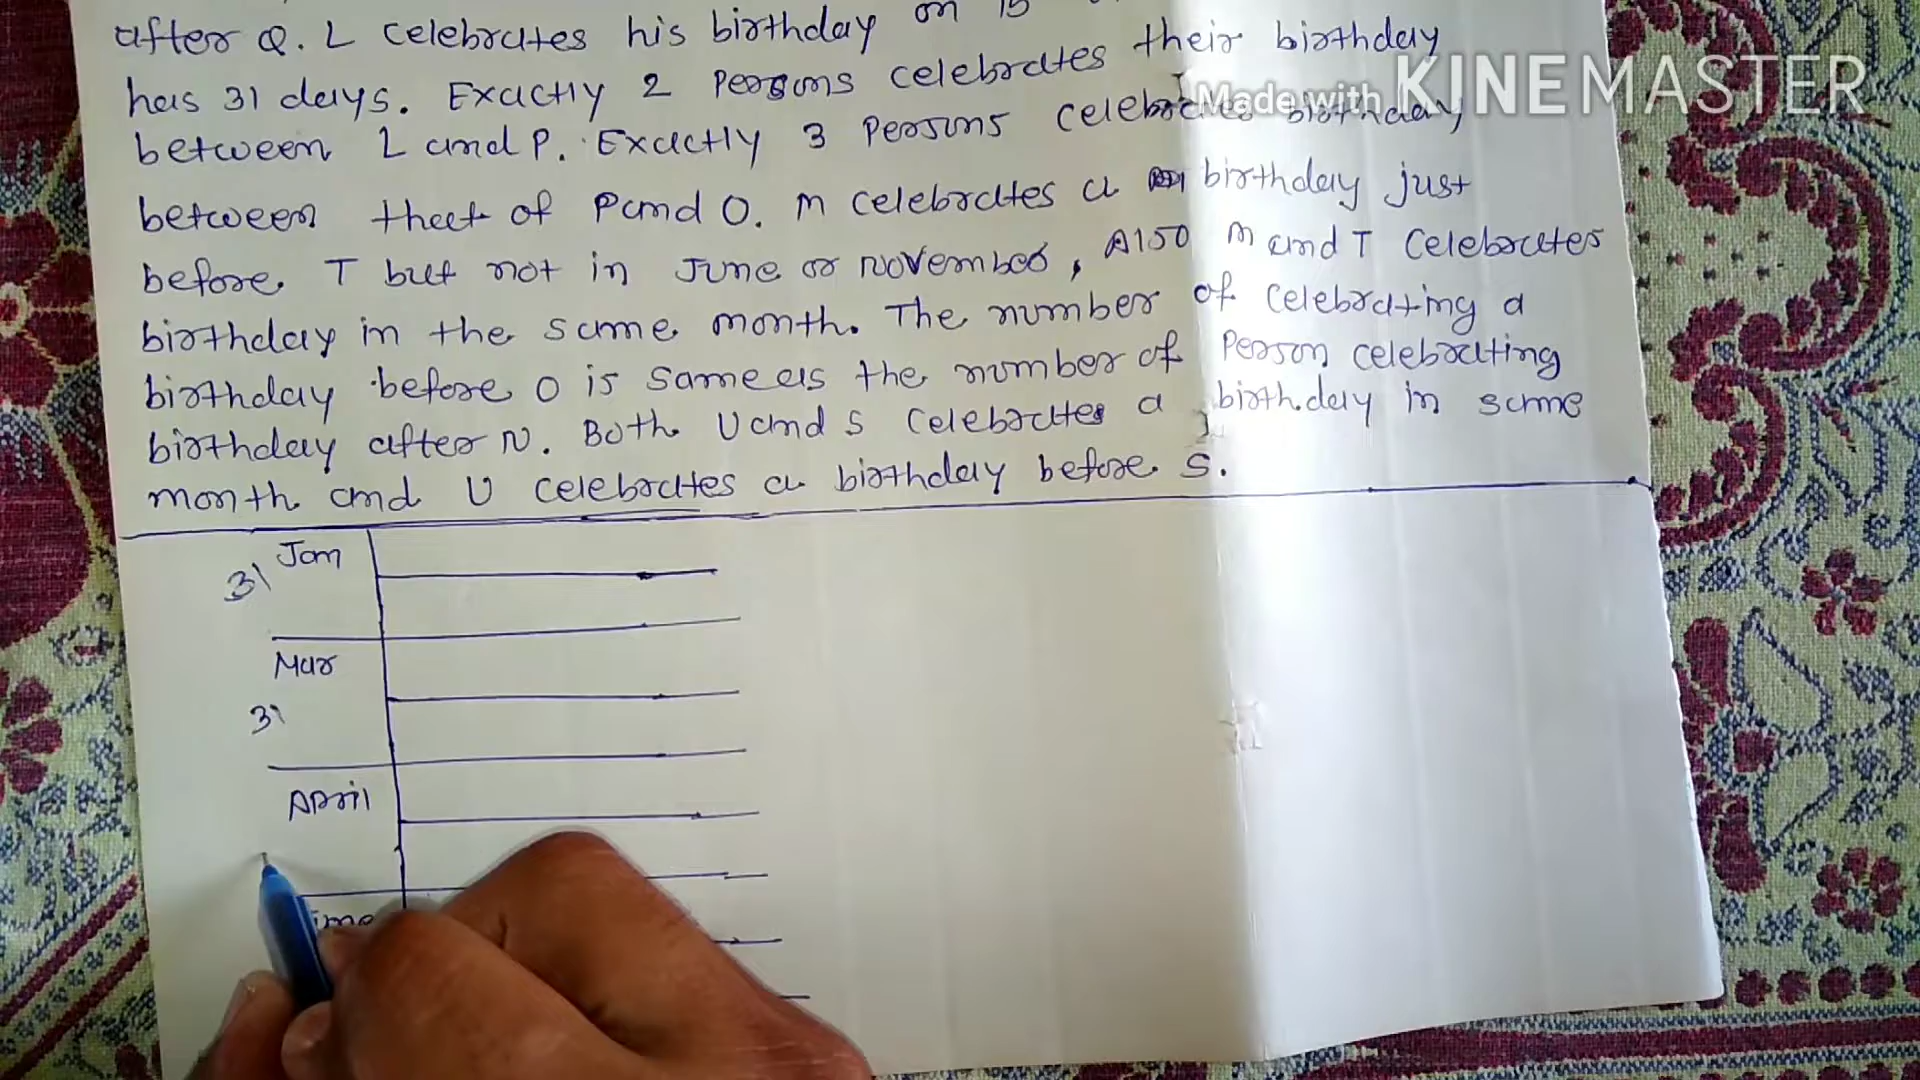 after Q. L celebrates his birthday on 15
has 31 days. Exactly 2 Persons celebrates their birthday
Made with KINEMASTER
between L and P. Exactly 3 Persons celebrates birthday
between that of P and O. M celebrates a birthday just
before T but not in June or November, Also M and T celebrates
birthday in the same month. The number of celebrating a
birthday before O is same as the number of Person celebrating
birthday after N. Both U and S celebrates a birthday in same
month and U celebrates a birthday before S.
Jan
31
Mar
31
April